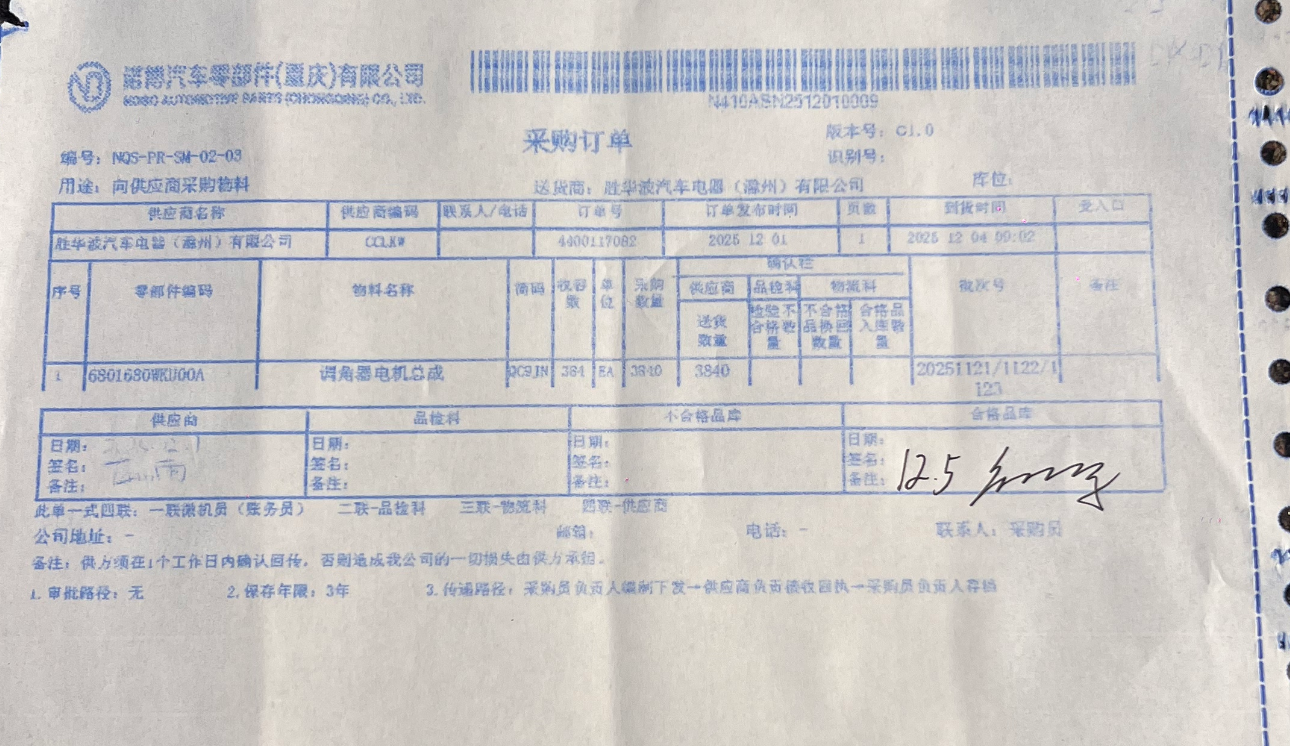 诺博汽车零部件(重庆)有限公司
NOBO AUTOMOTIVE PARTS (CHONGQING) CO., LTD.
N410ASN2512010009
采购订单
版本号：C1.0
编号：NQS-PR-SM-02-03
识别号：
用途：向供应商采购物料
送货商：胜华波汽车电器（滁州）有限公司
库位：
供应商名称 供应商编码 联系人/电话 订单号 订单发布时间 页数 到货时间 受入口
胜华波汽车电器（滁州）有限公司 4400117082 2025 12 01 1 2025 12 04 09:02
确认栏
序号 零部件编码 物料名称 简码 收容数 单位 采购数量 供应商 品检科 物流科 批次号 备注
送货数量 检验不合格数量 不合格品换回数量 合格品入库数量
1 6801680WKU00A 调角器电机总成 QC9JN 384 EA 3840 3840 20251121/1122/1123
供应商 品检科 不合格品库 合格品库
日期： 日期： 日期： 日期：
签名： 签名： 签名： 签名：
备注： 备注： 备注： 备注： 12.5
此单一式四联：一联微机员（账务员） 二联-品检科 三联-物流科 四联-供应商
公司地址：- 邮箱： 电话：- 联系人：采购员
备注：供方须在1个工作日内确认回传，否则造成我公司的一切损失由供方承担。
1.审批路径：无 2.保存年限：3年 3.传递路径：采购员负责人编制下发→供应商负责接收回执→采购员负责人存档